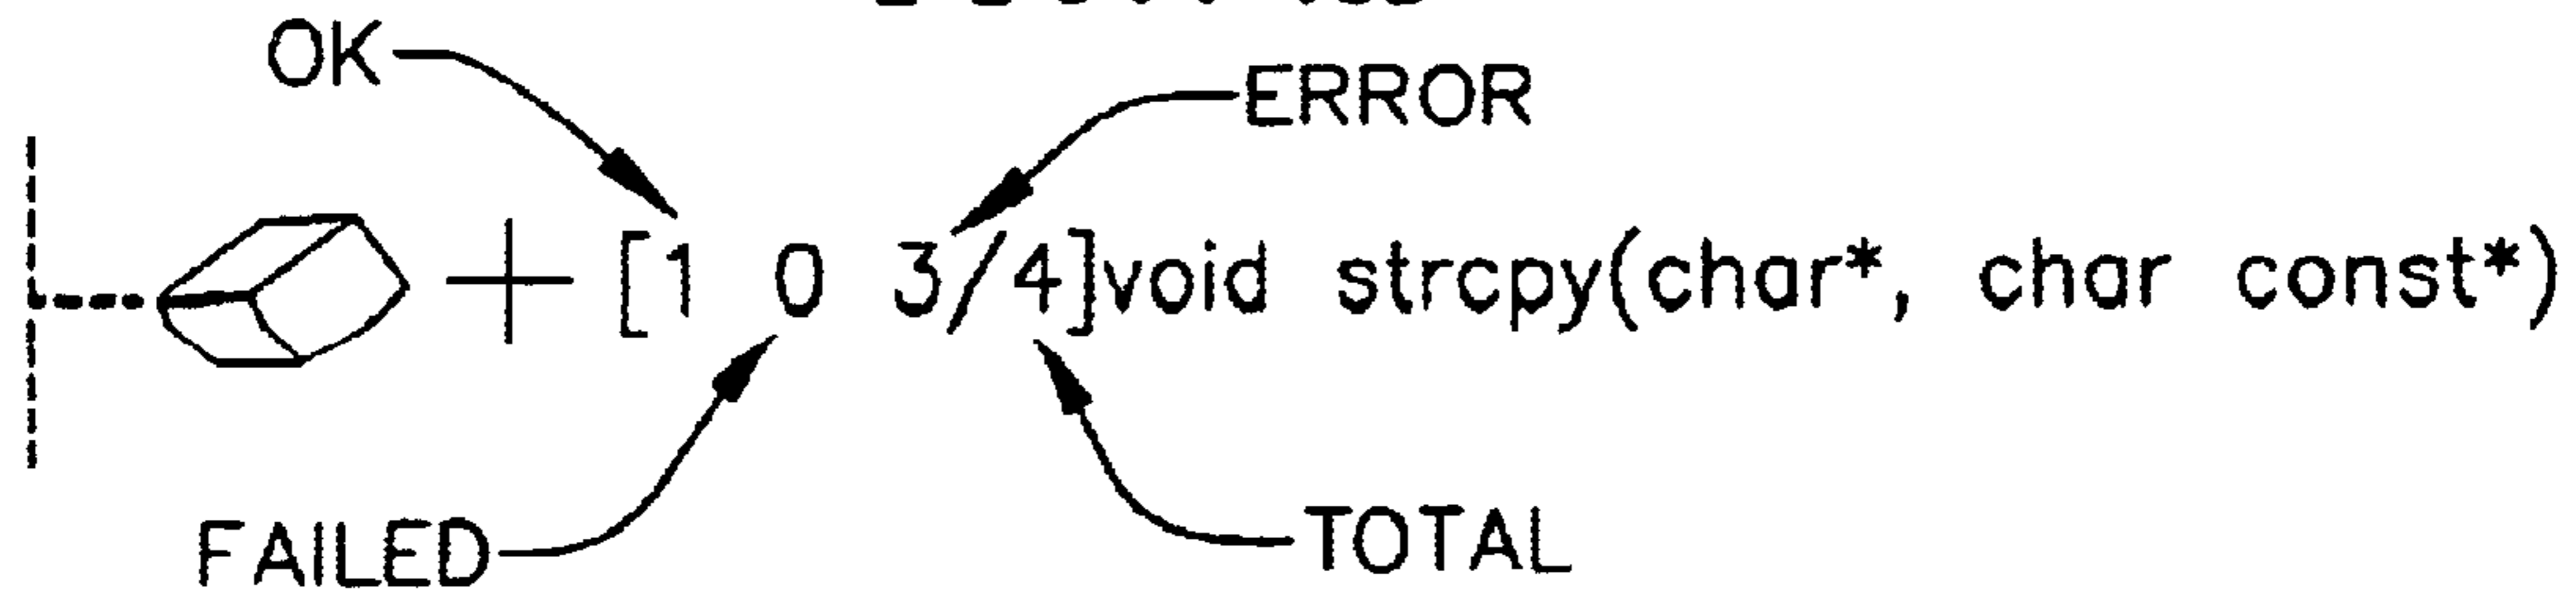 OK
ERROR
+ [1 0 3/4]void strcpy(char*, char const*)
FAILED
TOTAL